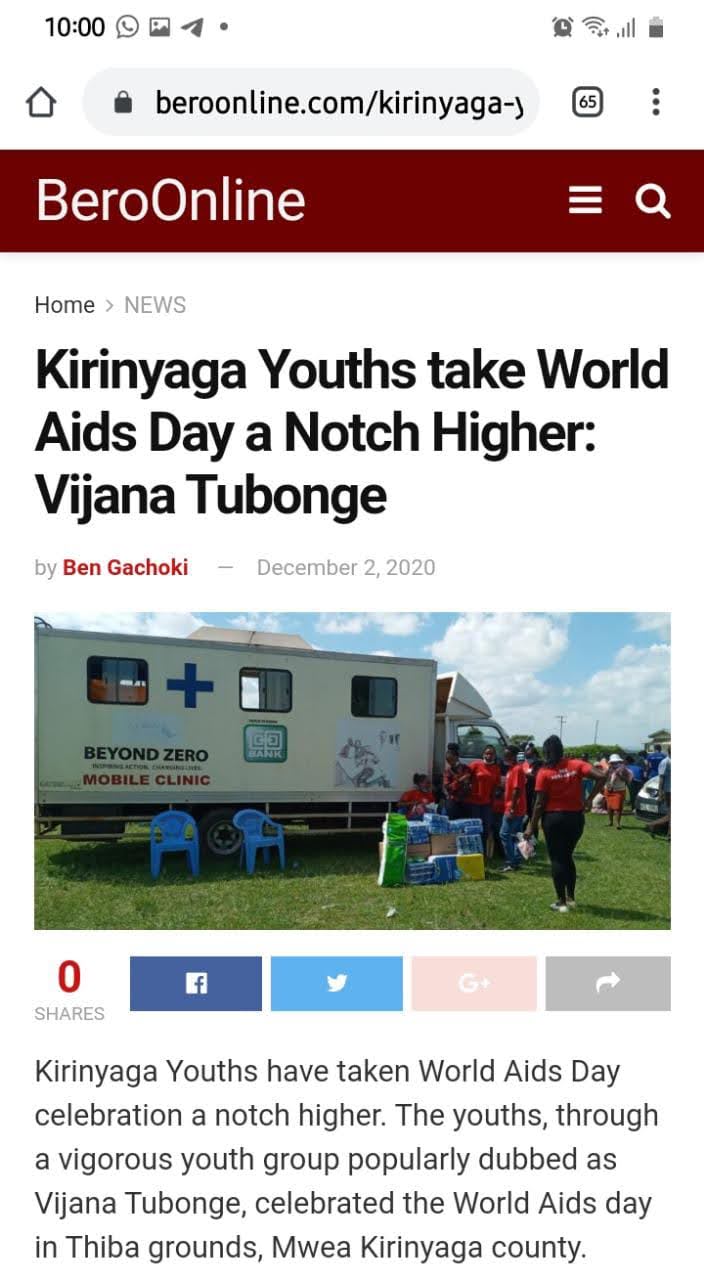 10:00
beroonline.com/kirinyaga-y
65
BeroOnline
Home > NEWS
Kirinyaga Youths take World
Aids Day a Notch Higher:
Vijana Tubonge
by Ben Gachoki — December 2, 2020
BEYOND ZERO
INSPIRING ACTION, CHANGING LIVES
MOBILE CLINIC
BANK
0
SHARES
G+
Kirinyaga Youths have taken World Aids Day
celebration a notch higher. The youths, through
a vigorous youth group popularly dubbed as
Vijana Tubonge, celebrated the World Aids day
in Thiba grounds, Mwea Kirinyaga county.